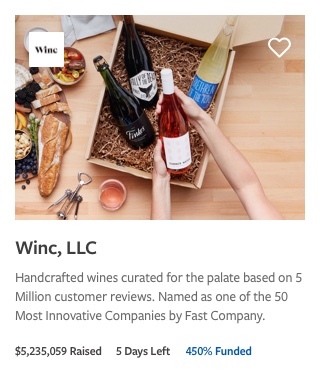 Winc
Finke
Winc, LLC
Handcrafted wines curated for the palate based on 5
Million customer reviews. Named as one of the 50
Most Innovative Companies by Fast Company.
$5,235,059 Raised 5 Days Left 450% Funded